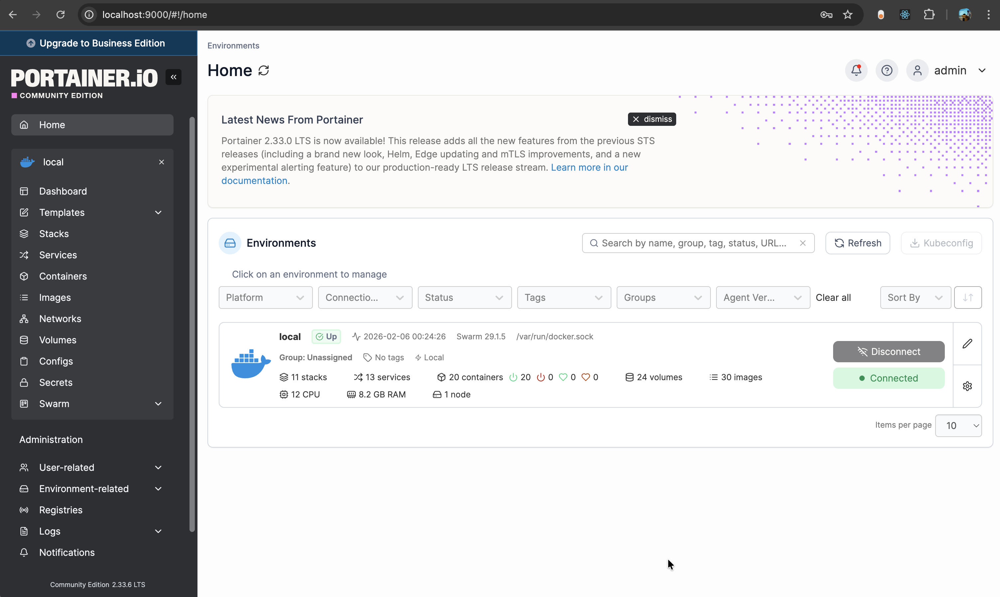 localhost:9000/#!/home
Upgrade to Business Edition
PORTAINER.iO
COMMUNITY EDITION
Home
local
Dashboard
Templates
Stacks
Services
Containers
Images
Networks
Volumes
Configs
Secrets
Swarm
Administration
User-related
Environment-related
Registries
Logs
Notifications
Community Edition 2.33.6 LTS
Environments
Home
admin
Latest News From Portainer
dismiss
Portainer 2.33.0 LTS is now available! This release adds all the new features from the previous STS
releases (including a brand new look, Helm, Edge updating and mTLS improvements, and a new
experimental alerting feature) to our production-ready LTS release stream. Learn more in our
documentation.
Environments
Search by name, group, tag, status, URL...
Refresh
Kubeconfig
Click on an environment to manage
Platform
Connectio...
Status
Tags
Groups
Agent Ver...
Clear all
Sort By
local Up 2026-02-06 00:24:26 Swarm 29.1.5 /var/run/docker.sock
Group: Unassigned No tags Local
11 stacks 13 services 20 containers 20 0 0 0 24 volumes 30 images
12 CPU 8.2 GB RAM 1 node
Disconnect
Connected
Items per page 10